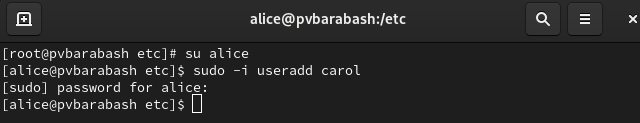 alice@pvbarabash:/etc
[root@pvbarabash etc]# su alice
[alice@pvbarabash etc]$ sudo -i useradd carol
[sudo] password for alice:
[alice@pvbarabash etc]$